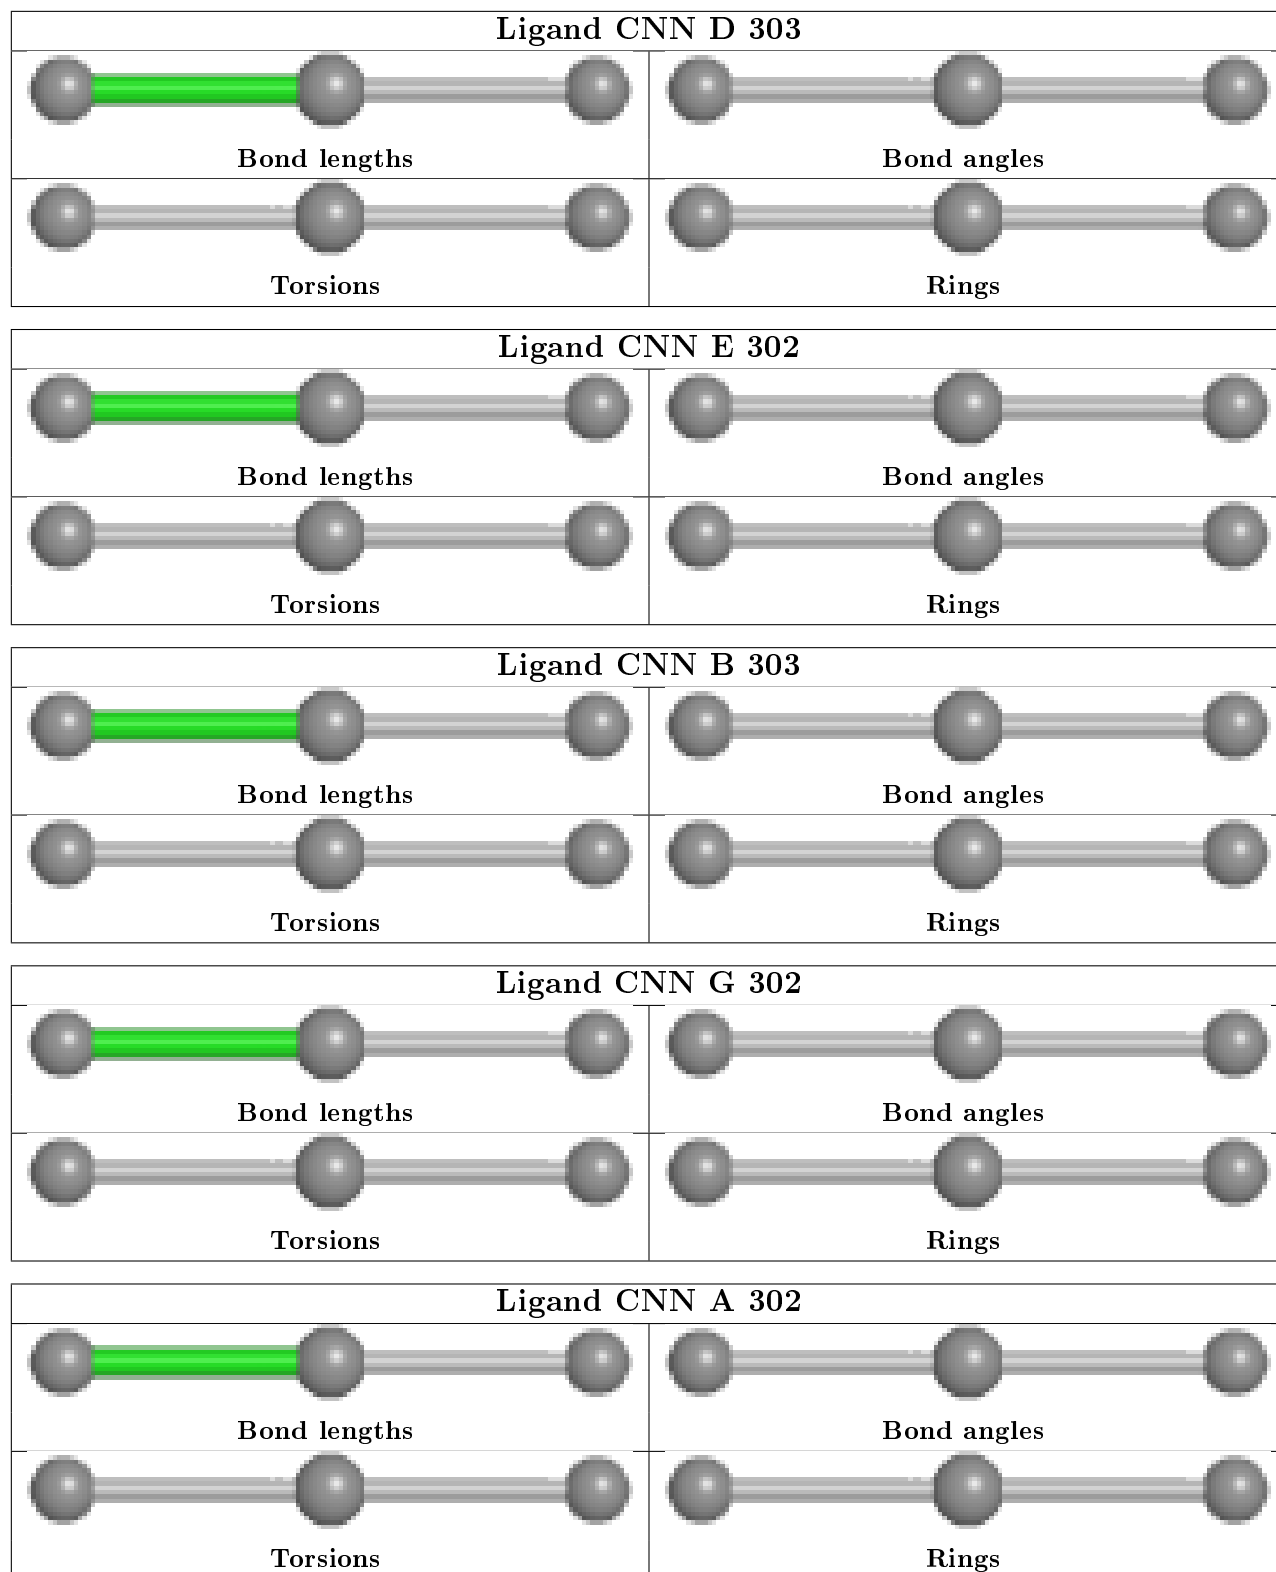 Ligand CNN D 303
Bond lengths Bond angles
Torsions Rings
Ligand CNN E 302
Bond lengths Bond angles
Torsions Rings
Ligand CNN B 303
Bond lengths Bond angles
Torsions Rings
Ligand CNN G 302
Bond lengths Bond angles
Torsions Rings
Ligand CNN A 302
Bond lengths Bond angles
Torsions Rings